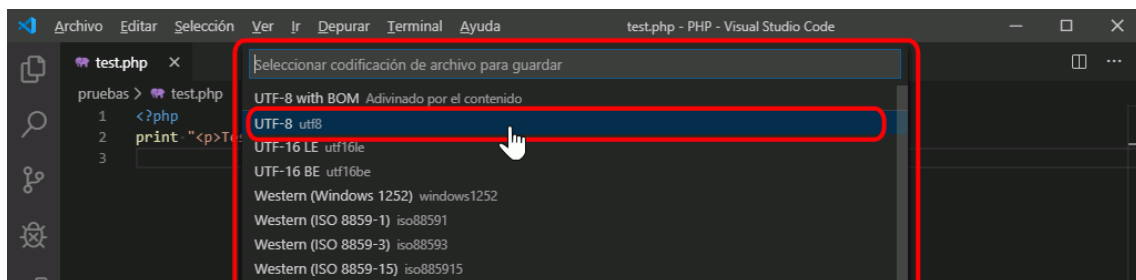 Archivo Editar Selección Ver Ir Depurar Terminal Ayuda test.php - PHP - Visual Studio Code
test.php
Seleccionar codificación de archivo para guardar
pruebas > test.php
UTF-8 with BOM Adivinado por el contenido
1 <?php
UTF-8 utf8
2 print "<p>Te
UTF-16 LE utf16le
3
UTF-16 BE utf16be
Western (Windows 1252) windows1252
Western (ISO 8859-1) iso88591
Western (ISO 8859-3) iso88593
Western (ISO 8859-15) iso885915